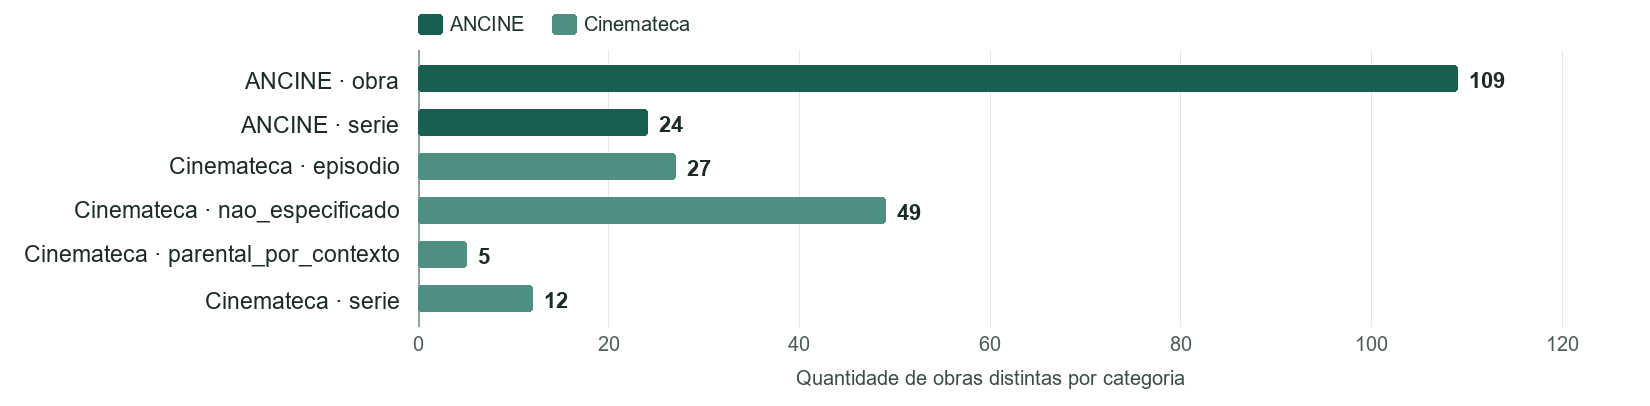 ANCINE Cinemateca
ANCINE · obra 109
ANCINE · serie 24
Cinemateca · episodio 27
Cinemateca · nao_especificado 49
Cinemateca · parental_por_contexto 5
Cinemateca · serie 12
0 20 40 60 80 100 120
Quantidade de obras distintas por categoria